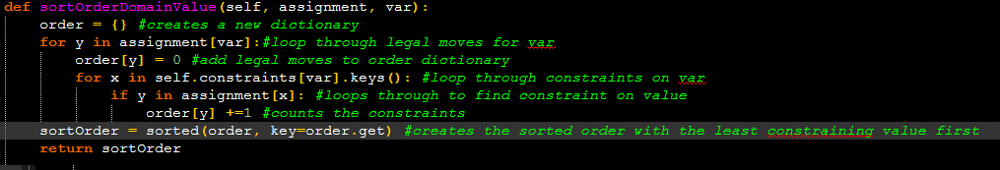 def sortOrderDomainValue(self, assignment, var):
order = {} #creates a new dictionary
for y in assignment[var]:#loop through legal moves for var
order[y] = 0 #add legal moves to order dictionary
for x in self.constraints[var].keys(): #loop through constraints on var
if y in assignment[x]: #loops through to find constraint on value
order[y] +=1 #counts the constraints
sortOrder = sorted(order, key=order.get) #creates the sorted order with the least constraining value first
return sortOrder